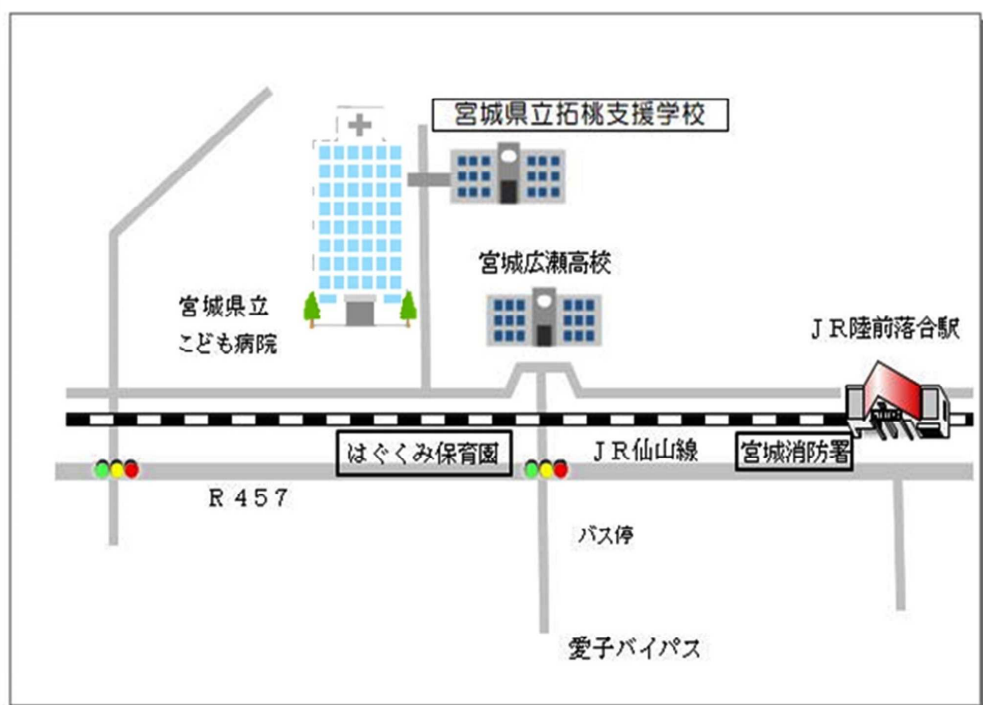 宮城県立拓桃支援学校
宮城広瀬高校
宮城県立
こども病院
ＪＲ陸前落合駅
はぐくみ保育園
ＪＲ仙山線
宮城消防署
Ｒ４５７
バス停
愛子バイパス